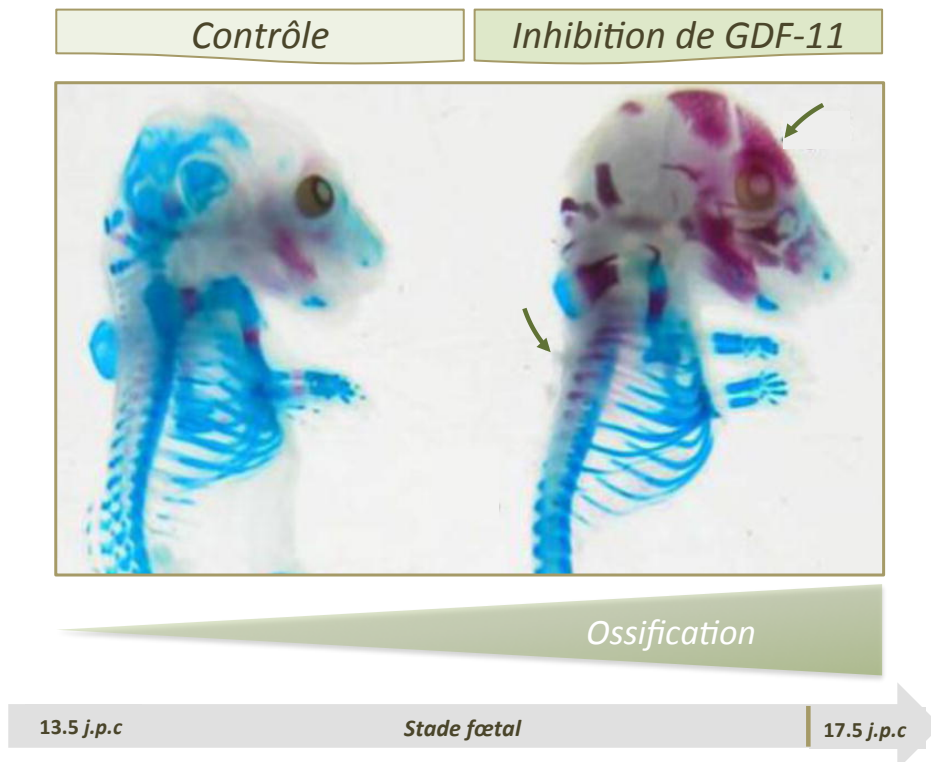 Contrôle
Inhibition de GDF-11
Ossification
13.5 j.p.c
Stade fœtal
17.5 j.p.c